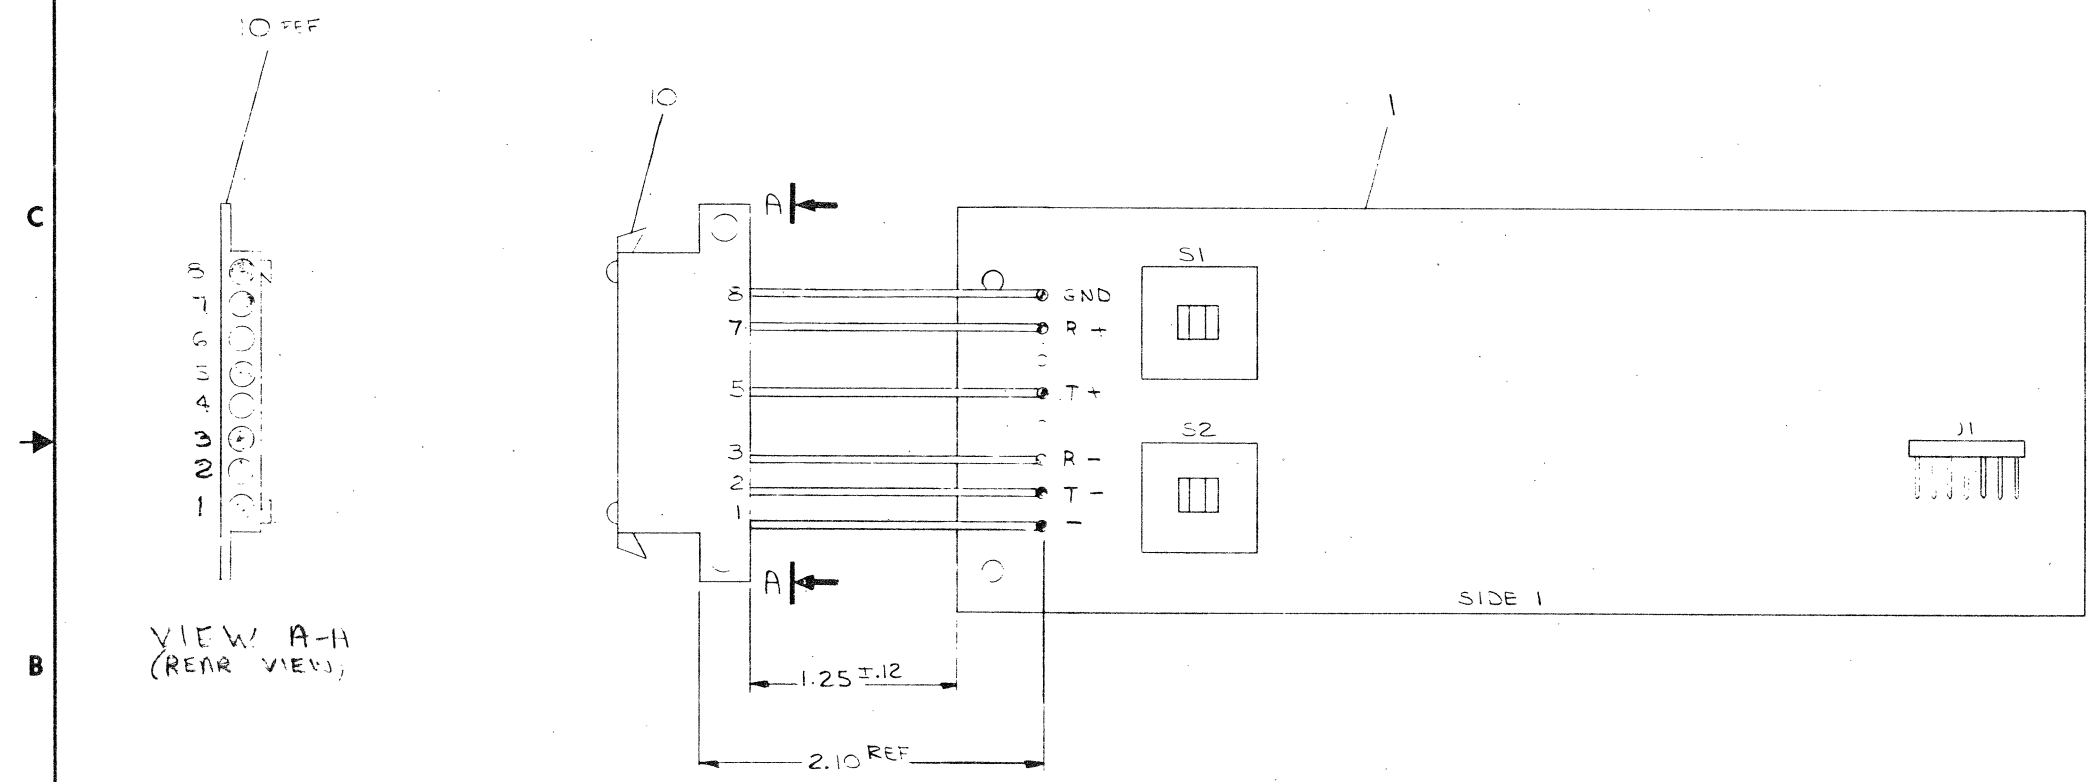 10 REF
10
1
C
A
S1
8
7
6
5
4
3
2
1
8
7
5
3
2
1
GND
R +
T +
R -
T -
-
S2
J1
A
SIDE 1
VIEW A-A
(REAR VIEW)
B
1.25 ±.12
2.10 REF